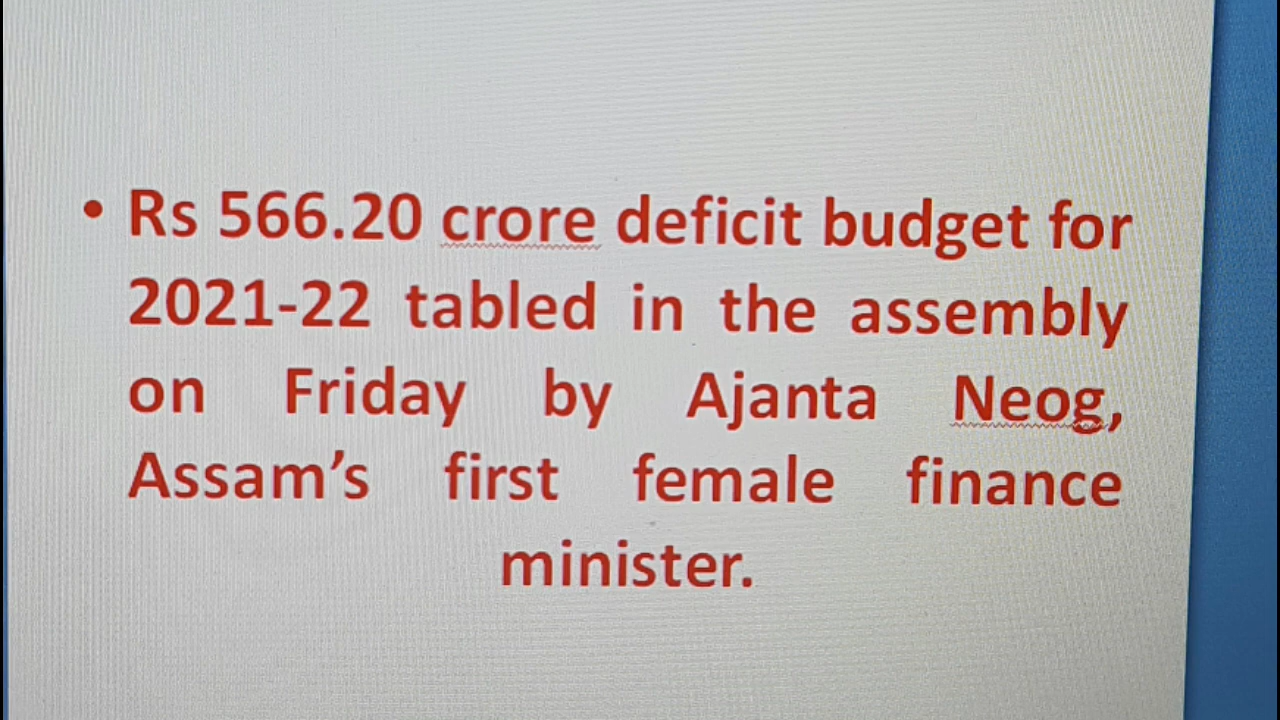 • Rs 566.20 crore deficit budget for
2021-22 tabled in the assembly
on Friday by Ajanta Neog,
Assam’s first female finance
minister.